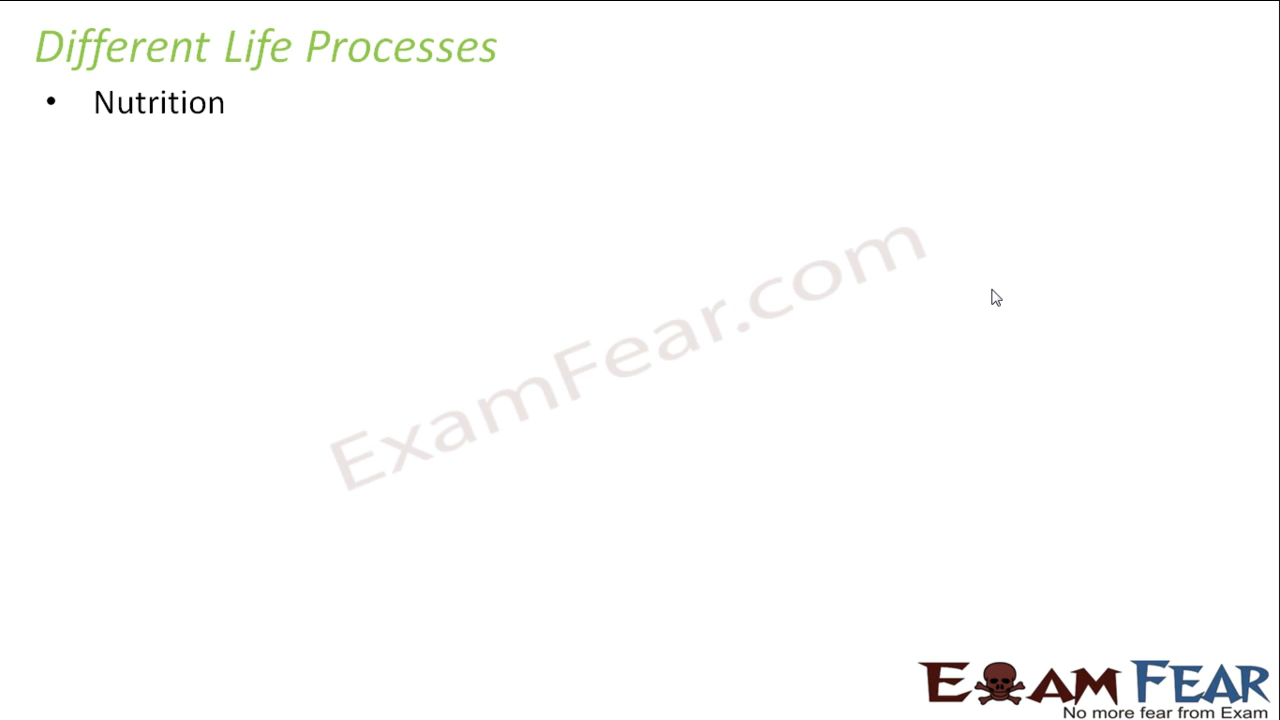 Different Life Processes
• Nutrition
ExamFear.com
EXAM FEAR
No more fear from Exam